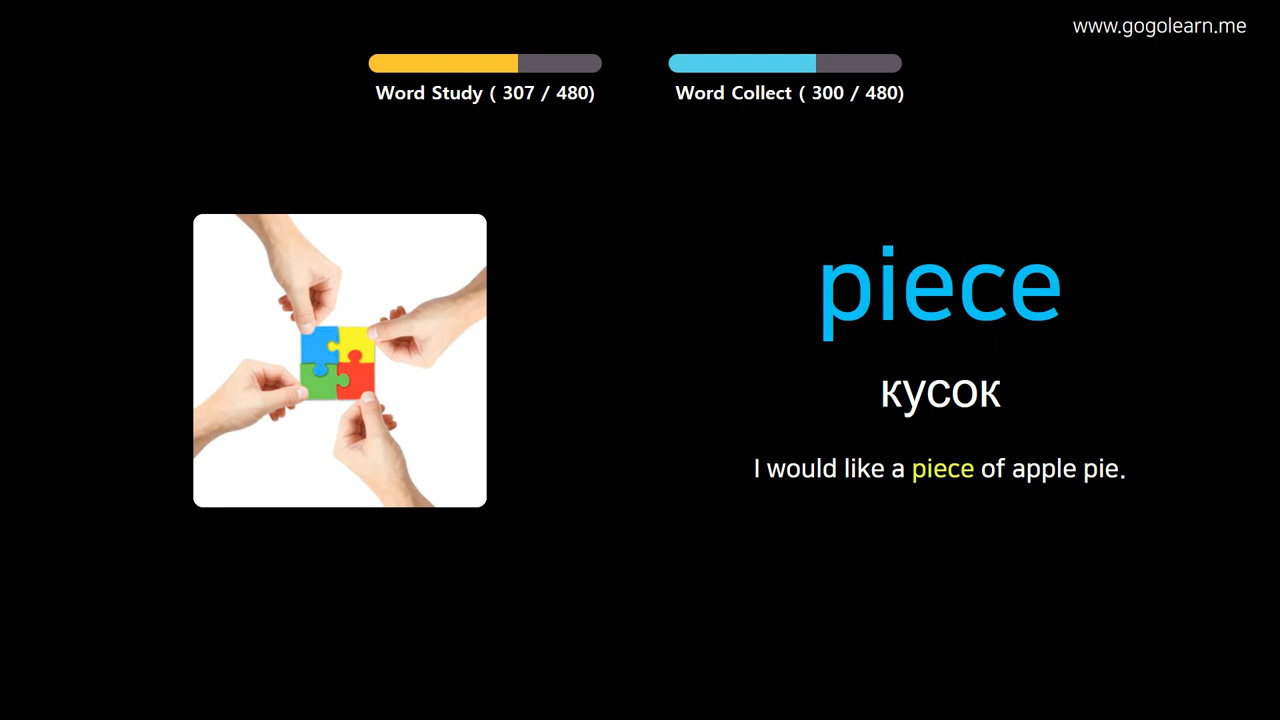 www.gogolearn.me
Word Study ( 307 / 480)
Word Collect ( 300 / 480)
piece
кусок
I would like a piece of apple pie.